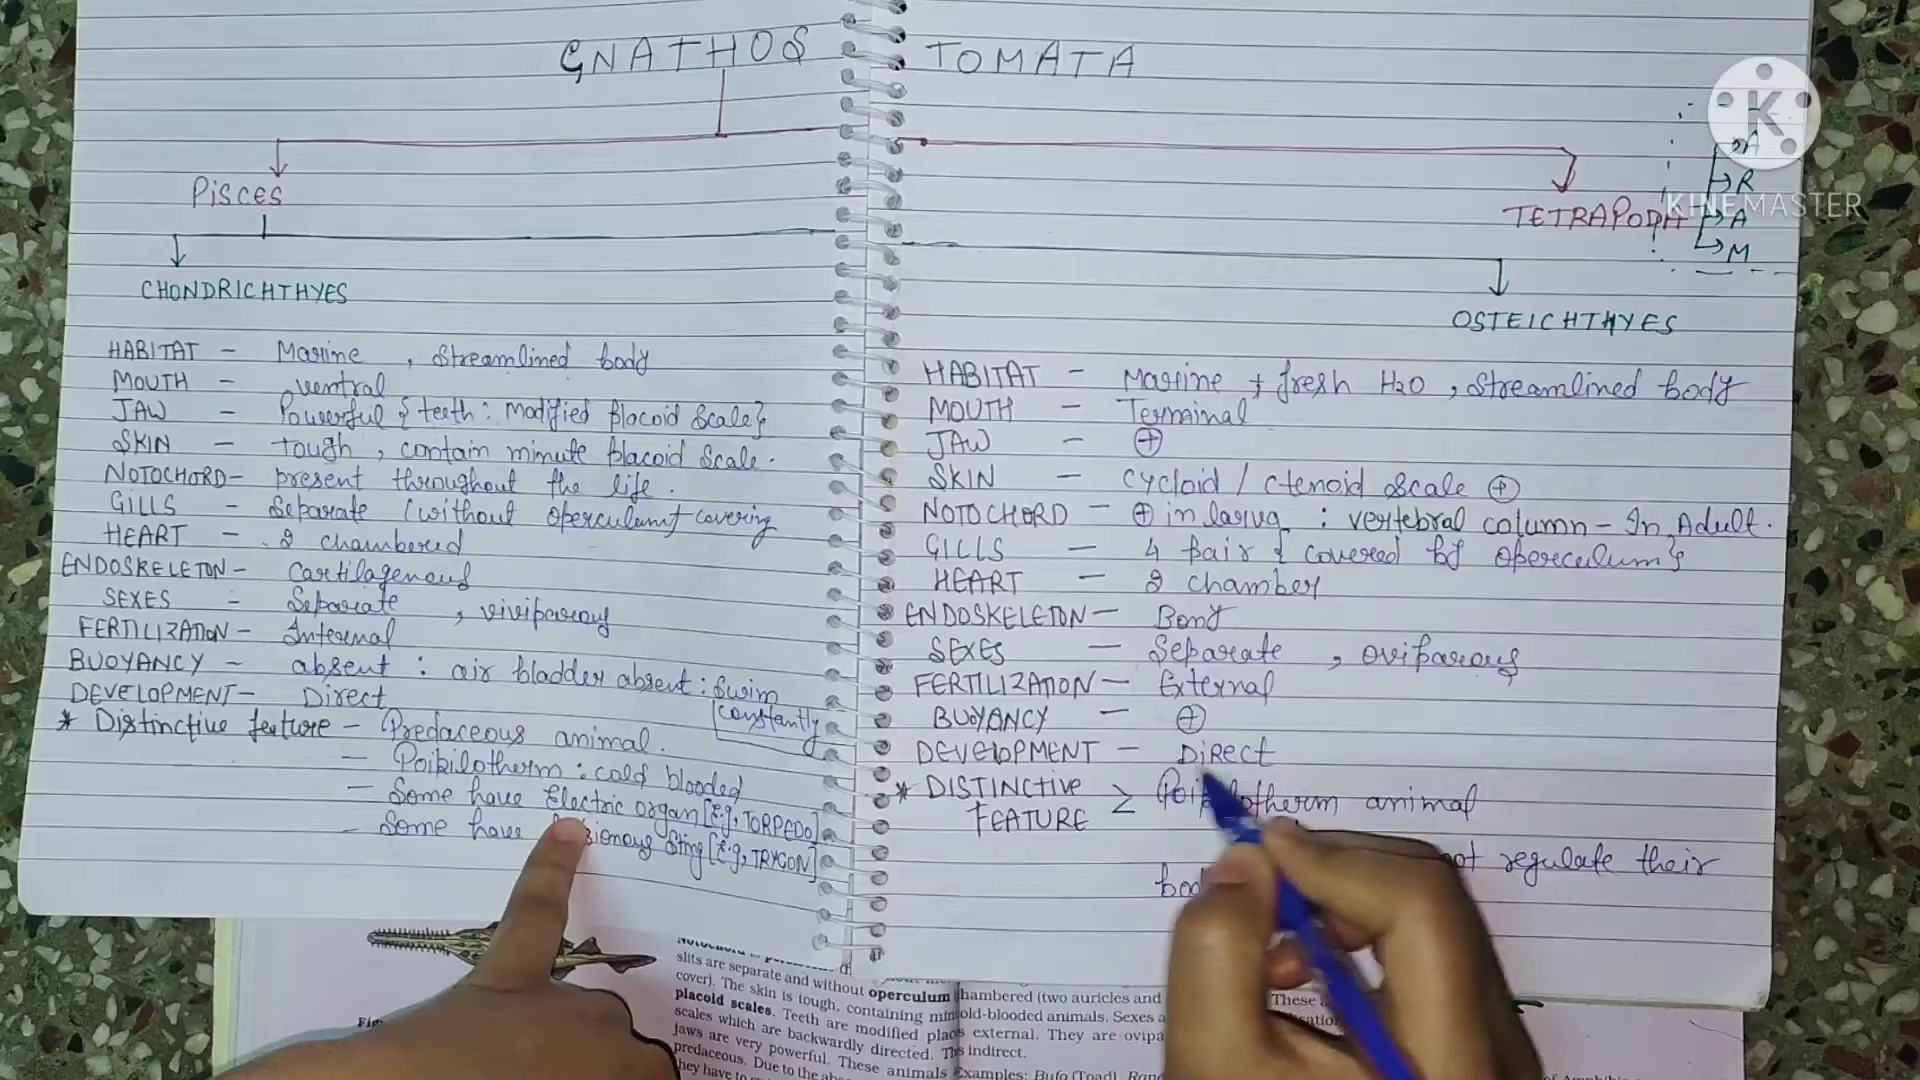 GNATHOS TOMATA
K
KINEMASTER
PISCES
TETRAPODA
A
R
A
M
CHONDRICHTHYES
OSTEICHTHYES
HABITAT - Marine , streamlined body
MOUTH - ventral
JAW - Powerful {teeth : Modified placoid scale}
SKIN - tough , contain minute placoid scale.
NOTOCHORD - present throughout the life.
GILLS - Separate (without operculum) covering
HEART - 2 chambered
ENDOSKELETON - Cartilagenous
SEXES - Separate , viviparous
FERTILIZATION - Internal
BUOYANCY - absent : air bladder absent : swim constantly
DEVELOPMENT - Direct
* Distinctive feature - Predaceous animal.
- Poikilotherm : cold blooded
- Some have Electric organ [E.g, TORPEDO]
- Some have Sting [E.g, TRYGON]
HABITAT - Marine + fresh H2O , streamlined body
MOUTH - Terminal
JAW - ⊕
SKIN - cycloid / ctenoid scale ⊕
NOTOCHORD - ⊕ in larva : vertebral column - In Adult.
GILLS - 4 pair {covered by operculum}
HEART - 2 chamber
ENDOSKELETON - Bony
SEXES - Separate , oviparous
FERTILIZATION - External
BUOYANCY - ⊕
DEVELOPMENT - DiRect
* DISTINCTIVE FEATURE animal
regulate their
slits are separate and without operculum
cover). The skin is tough, containing
placoid scales. Teeth are modified
scales which are backwardly directed.
jaws are very powerful. These animals
predaceous. Due to the
they have to
(two auricles and
animals. Sexes
external. They are
indirect.
Examples: Bufo (Toad),
These